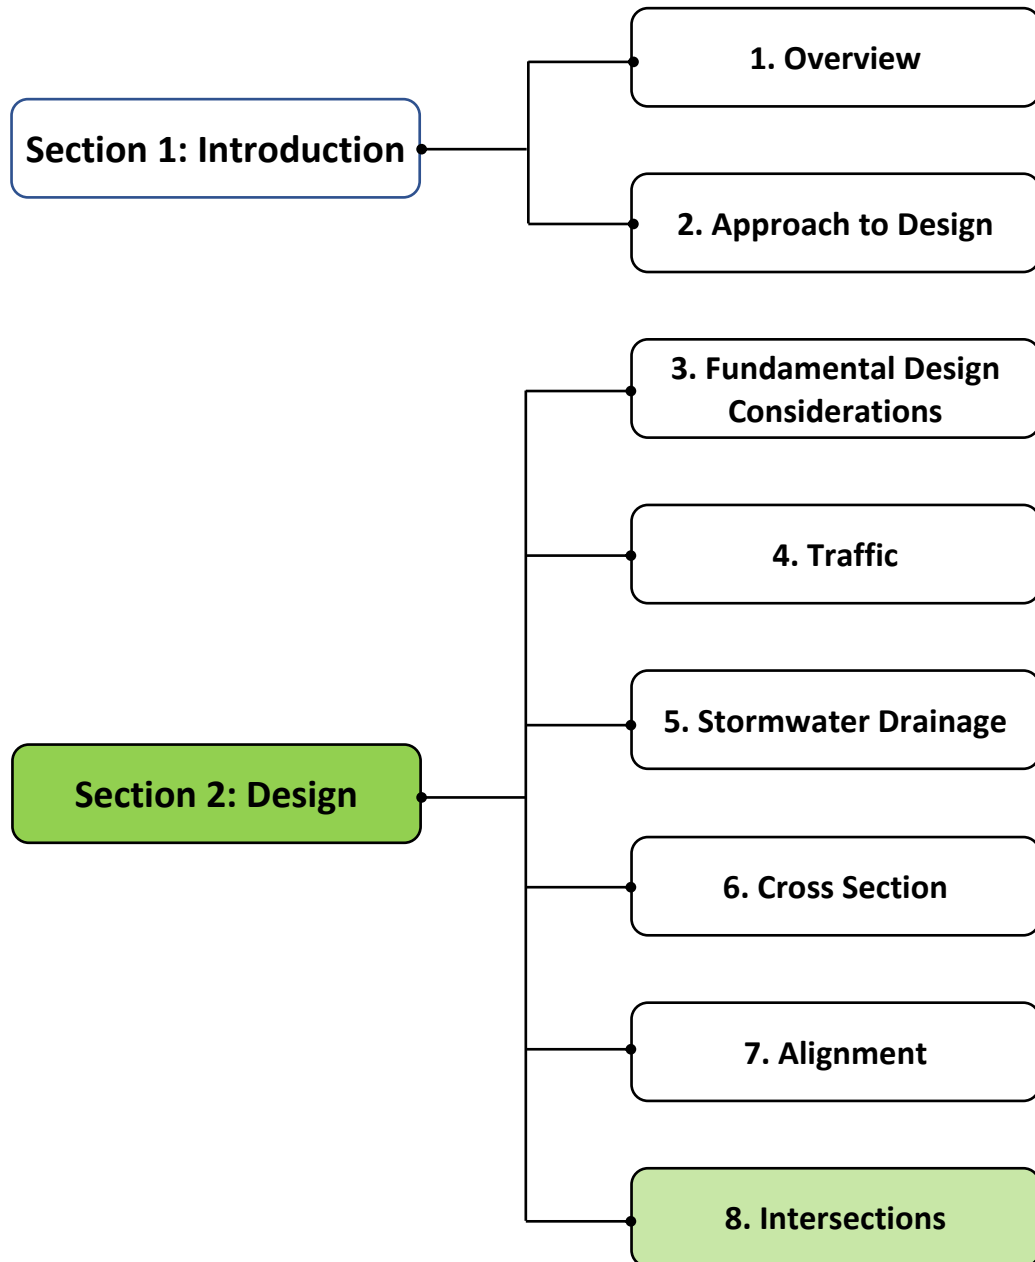 1. Overview
Section 1: Introduction
2. Approach to Design
3. Fundamental Design
Considerations
4. Traffic
5. Stormwater Drainage
Section 2: Design
6. Cross Section
7. Alignment
8. Intersections